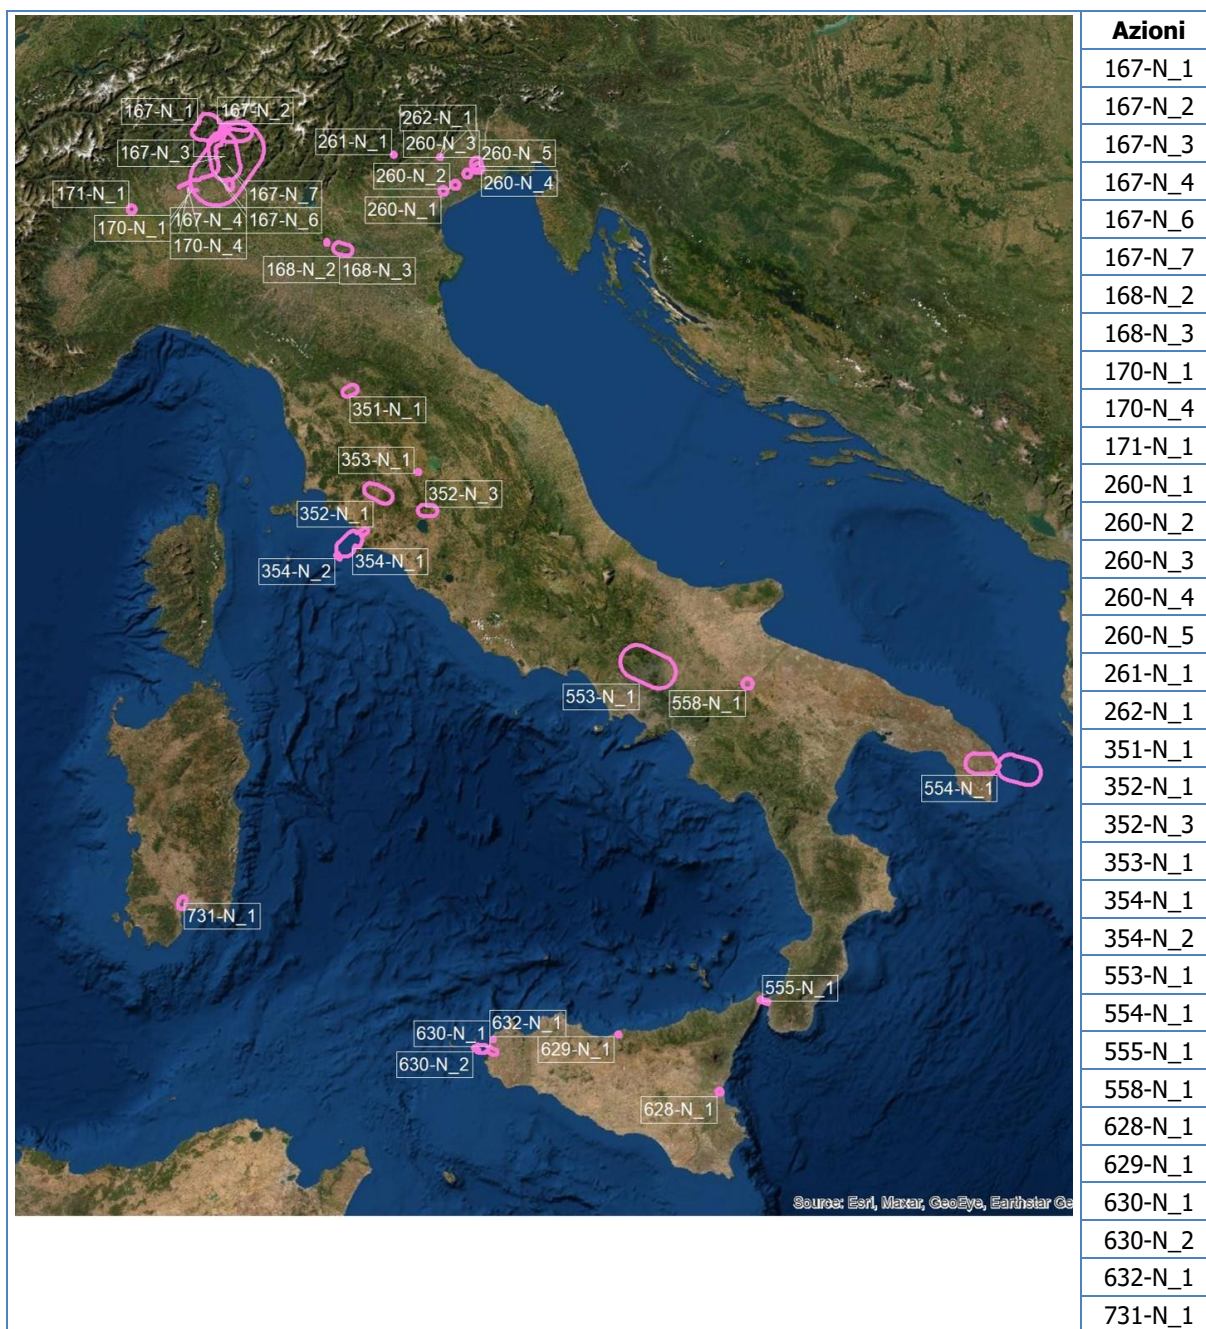 167-N_1
167-N_2
262-N_1
261-N_1
260-N_3
260-N_5
167-N_3
260-N_2
260-N_4
171-N_1
167-N_7
170-N_1
167-N_4
167-N_6
260-N_1
170-N_4
168-N_2
168-N_3
351-N_1
353-N_1
352-N_3
352-N_1
354-N_1
354-N_2
553-N_1
558-N_1
554-N_1
731-N_1
555-N_1
632-N_1
630-N_1
629-N_1
630-N_2
628-N_1
Source: Esri, Maxar, GeoEye, Earthstar Ge
Azioni
167-N_1
167-N_2
167-N_3
167-N_4
167-N_6
167-N_7
168-N_2
168-N_3
170-N_1
170-N_4
171-N_1
260-N_1
260-N_2
260-N_3
260-N_4
260-N_5
261-N_1
262-N_1
351-N_1
352-N_1
352-N_3
353-N_1
354-N_1
354-N_2
553-N_1
554-N_1
555-N_1
558-N_1
628-N_1
629-N_1
630-N_1
630-N_2
632-N_1
731-N_1